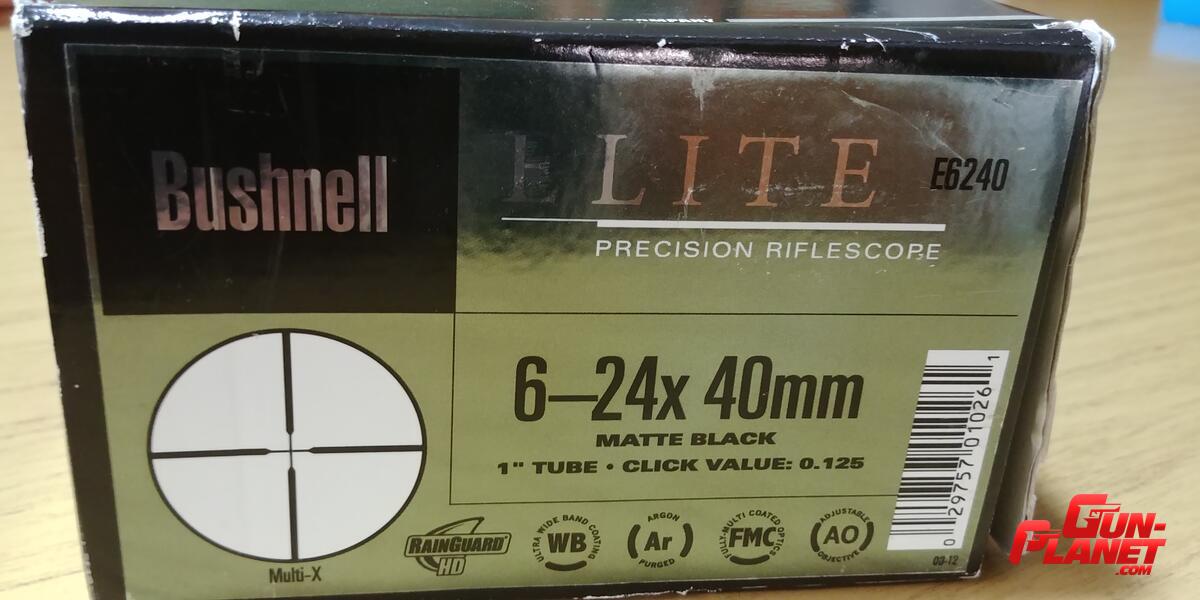 COMPANY
Bushnell
ELITE
E6240
PRECISION RIFLESCOPE
6–24x 40mm
MATTE BLACK
1" TUBE • CLICK VALUE: 0.125
Multi-X
RAINGUARD
HD
ULTRA WIDE BAND COATING
WB
ARGON
(Ar)
PURGED
FULLY-MULTI COATED OPTICS
FMC
ADJUSTABLE
AO
OBJECTIVE
0 29757 01026 1
03-12
GUN-
PLANET
.COM